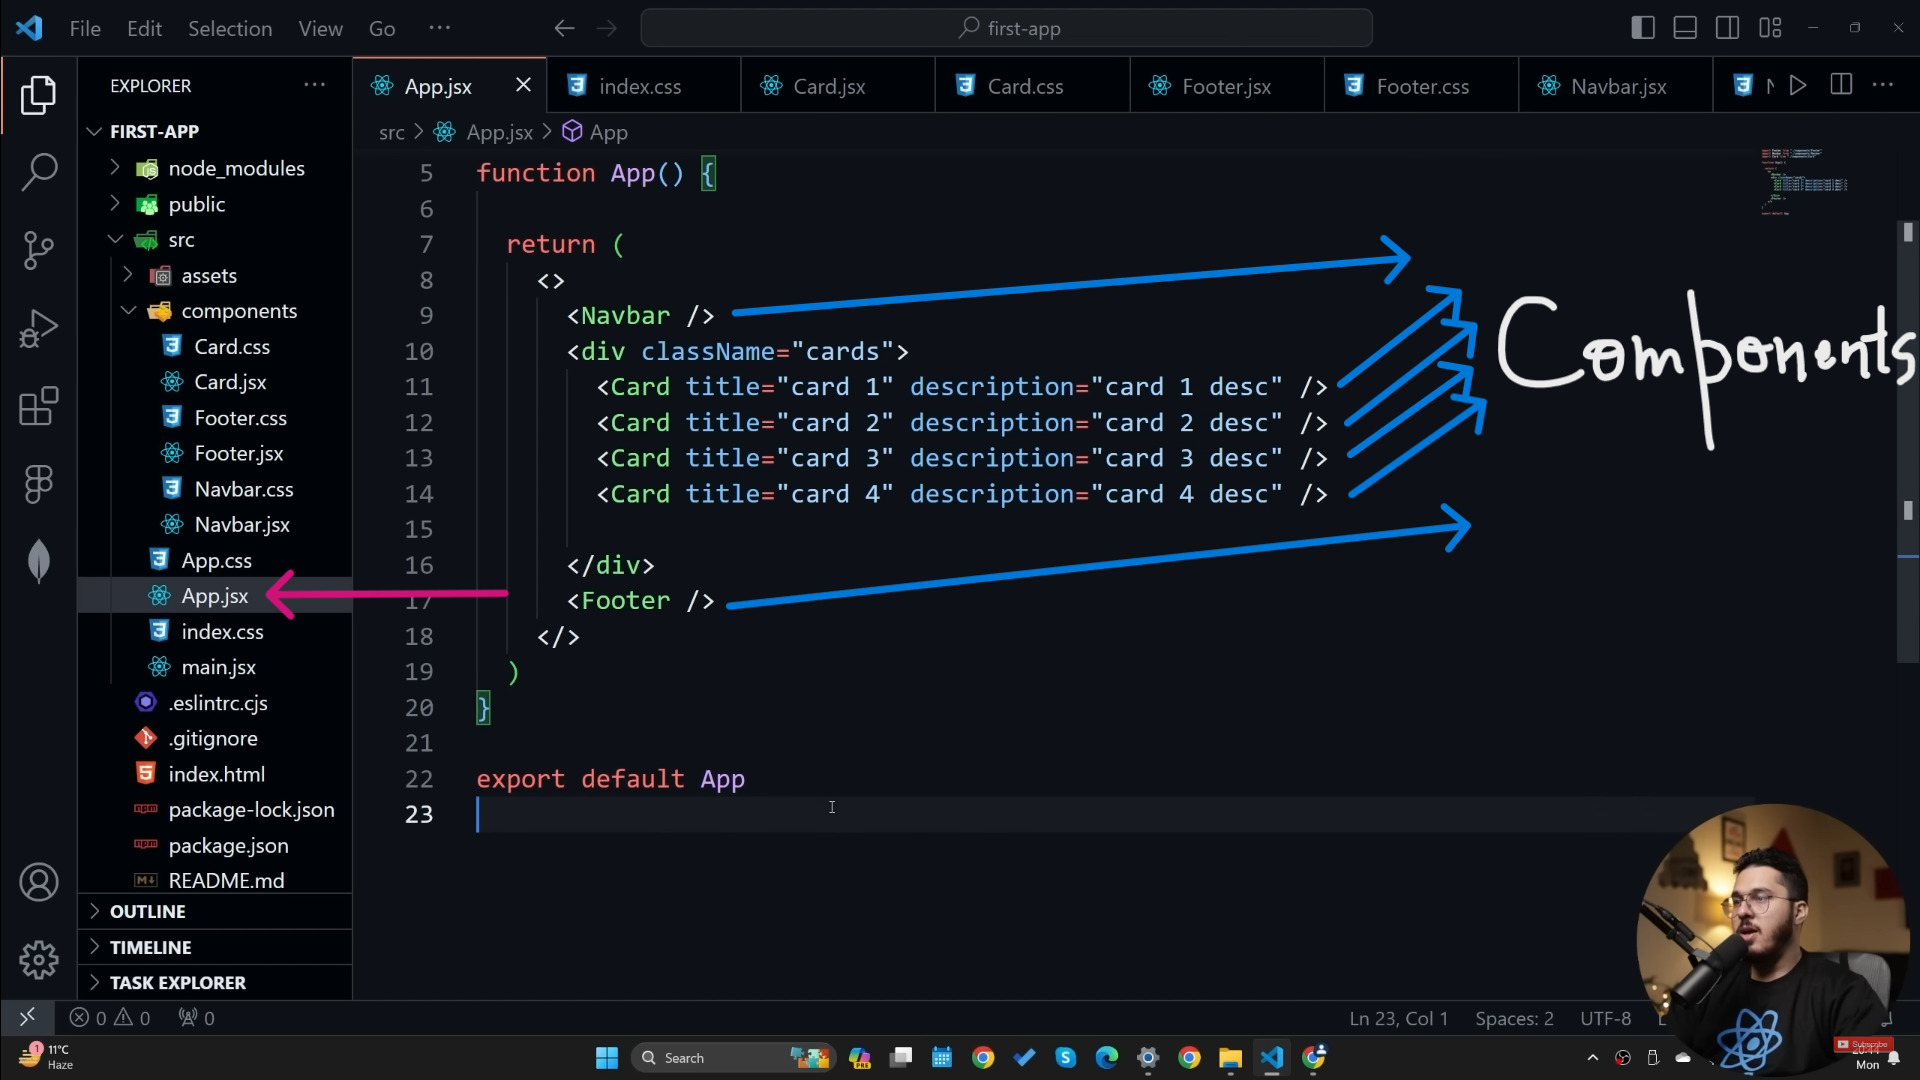 File Edit Selection View Go ··· first-app
EXPLORER ···
FIRST-APP
node_modules
public
src
assets
components
Card.css
Card.jsx
Footer.css
Footer.jsx
Navbar.css
Navbar.jsx
App.css
App.jsx
index.css
main.jsx
.eslintrc.cjs
.gitignore
index.html
package-lock.json
package.json
README.md
OUTLINE
TIMELINE
TASK EXPLORER
App.jsx index.css Card.jsx Card.css Footer.jsx Footer.css Navbar.jsx
src > App.jsx > App
5 function App() {
6
7 return (
8 <>
9 <Navbar />
10 <div className="cards">
11 <Card title="card 1" description="card 1 desc" />
12 <Card title="card 2" description="card 2 desc" />
13 <Card title="card 3" description="card 3 desc" />
14 <Card title="card 4" description="card 4 desc" />
15
16 </div>
17 <Footer />
18 </>
19 )
20 }
21
22 export default App
23
Components
0 0 0
Ln 23, Col 1 Spaces: 2 UTF-8
11°C
Haze
Search
Subscribe
Mon